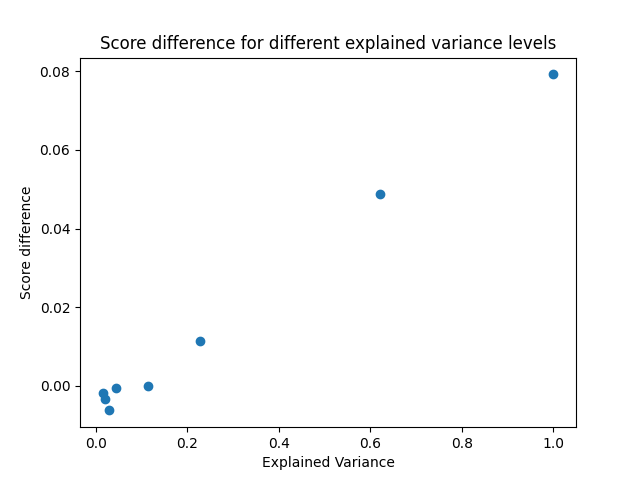 Score difference for different explained variance levels
0.08
0.06
0.04
0.02
0.00
Score difference
0.0 0.2 0.4 0.6 0.8 1.0
Explained Variance